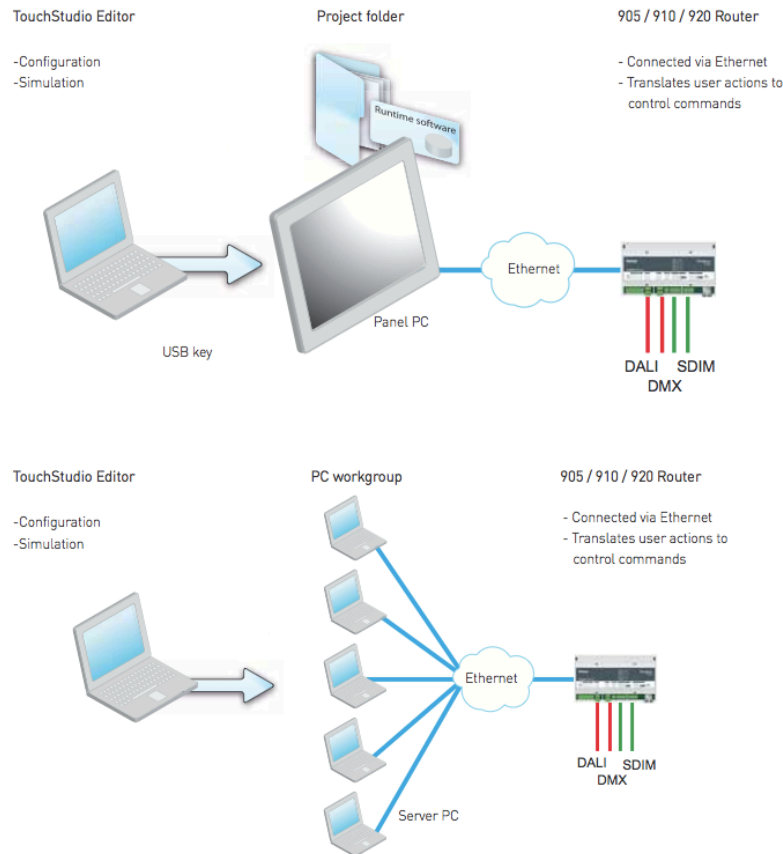 TouchStudio Editor
-Configuration
-Simulation
Project folder
Runtime software
905 / 910 / 920 Router
- Connected via Ethernet
- Translates user actions to
control commands
Ethernet
Panel PC
USB key
DALI SDIM
DMX
TouchStudio Editor
-Configuration
-Simulation
PC workgroup
905 / 910 / 920 Router
- Connected via Ethernet
- Translates user actions to
control commands
Ethernet
DALI SDIM
DMX
Server PC